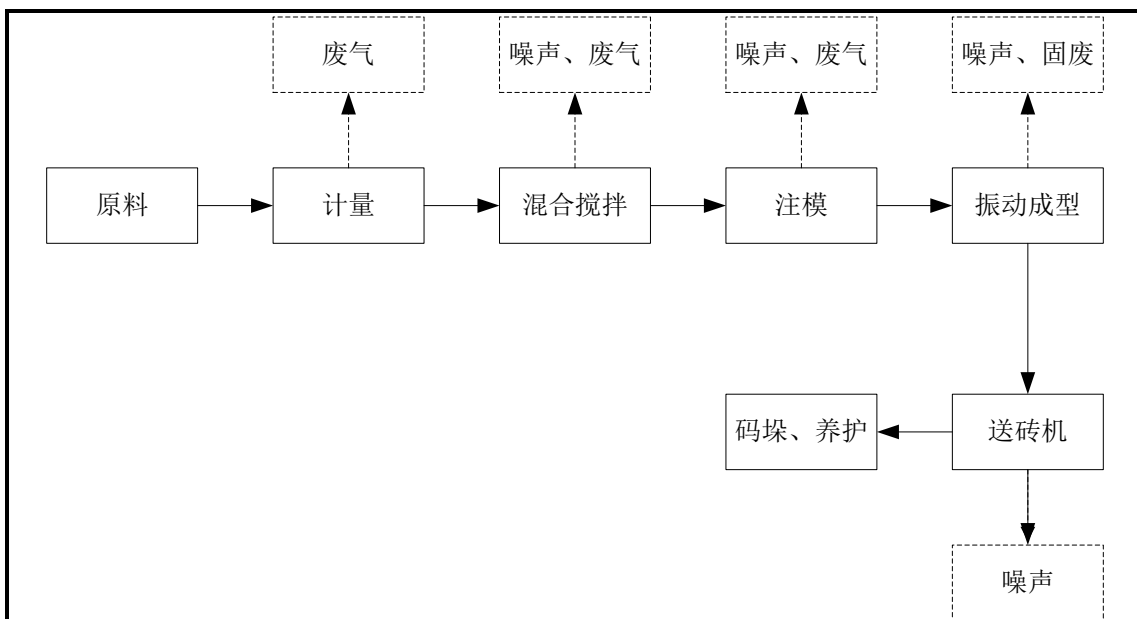 废气
噪声、废气
噪声、废气
噪声、固废
原料
计量
混合搅拌
注模
振动成型
码垛、养护
送砖机
噪声